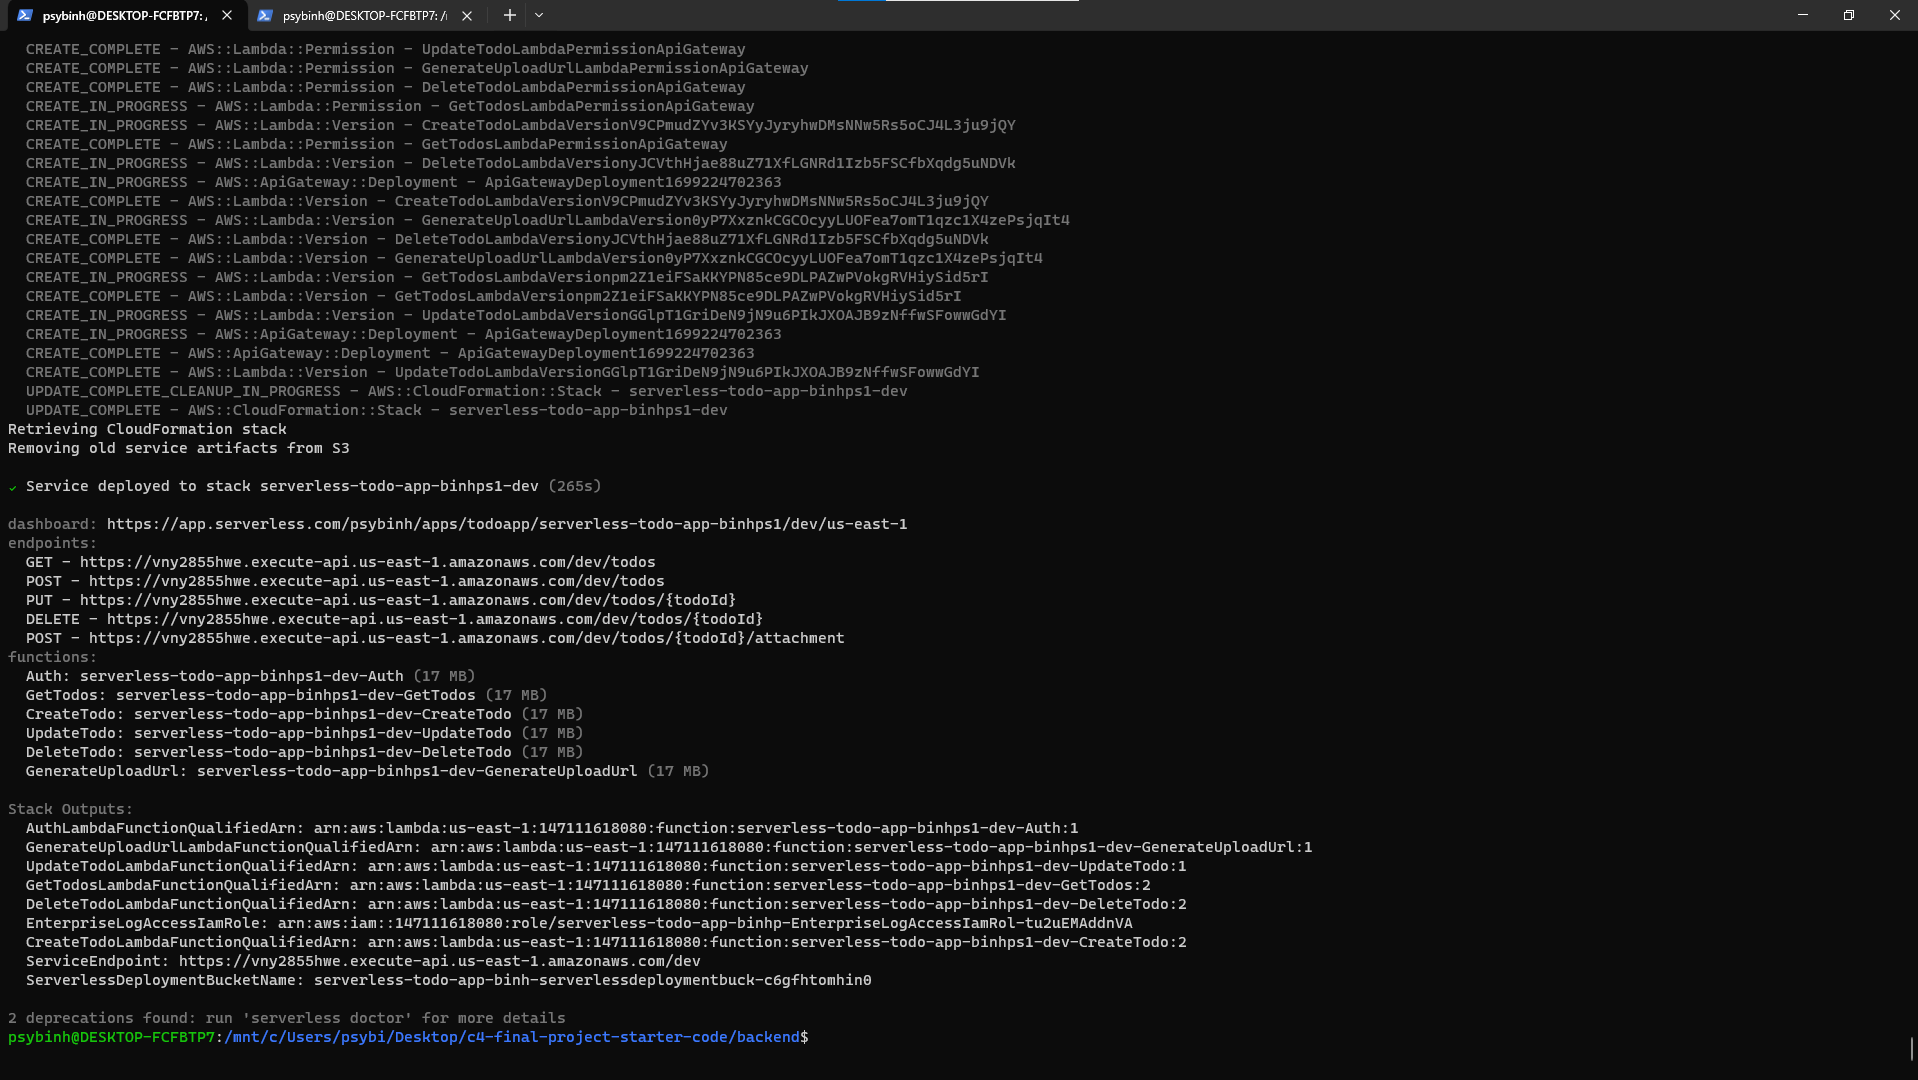 psybinh@DESKTOP-FCFBTP7: /
psybinh@DESKTOP-FCFBTP7: /
CREATE_COMPLETE - AWS::Lambda::Permission - UpdateTodoLambdaPermissionApiGateway
CREATE_COMPLETE - AWS::Lambda::Permission - GenerateUploadUrlLambdaPermissionApiGateway
CREATE_COMPLETE - AWS::Lambda::Permission - DeleteTodoLambdaPermissionApiGateway
CREATE_IN_PROGRESS - AWS::Lambda::Permission - GetTodosLambdaPermissionApiGateway
CREATE_IN_PROGRESS - AWS::Lambda::Version - CreateTodoLambdaVersionV9CPmudZYv3KSYyJyryhwDMsNNw5Rs5oCJ4L3ju9jQY
CREATE_COMPLETE - AWS::Lambda::Permission - GetTodosLambdaPermissionApiGateway
CREATE_IN_PROGRESS - AWS::Lambda::Version - DeleteTodoLambdaVersionyJCVthHjae88uZ71XfLGNRd1Izb5FSCfbXqdg5uNDVk
CREATE_IN_PROGRESS - AWS::ApiGateway::Deployment - ApiGatewayDeployment1699224702363
CREATE_COMPLETE - AWS::Lambda::Version - CreateTodoLambdaVersionV9CPmudZYv3KSYyJyryhwDMsNNw5Rs5oCJ4L3ju9jQY
CREATE_IN_PROGRESS - AWS::Lambda::Version - GenerateUploadUrlLambdaVersion0yP7XxznkCGCOcyyLUOFea7omT1qzc1X4zePsjqIt4
CREATE_COMPLETE - AWS::Lambda::Version - DeleteTodoLambdaVersionyJCVthHjae88uZ71XfLGNRd1Izb5FSCfbXqdg5uNDVk
CREATE_COMPLETE - AWS::Lambda::Version - GenerateUploadUrlLambdaVersion0yP7XxznkCGCOcyyLUOFea7omT1qzc1X4zePsjqIt4
CREATE_IN_PROGRESS - AWS::Lambda::Version - GetTodosLambdaVersionpm2Z1eiFSaKKYPN85ce9DLPAZwPVokgRVHiySid5rI
CREATE_COMPLETE - AWS::Lambda::Version - GetTodosLambdaVersionpm2Z1eiFSaKKYPN85ce9DLPAZwPVokgRVHiySid5rI
CREATE_IN_PROGRESS - AWS::Lambda::Version - UpdateTodoLambdaVersionGGlpT1GriDeN9jN9u6PIkJXOAJB9zNffwSFowwGdYI
CREATE_IN_PROGRESS - AWS::ApiGateway::Deployment - ApiGatewayDeployment1699224702363
CREATE_COMPLETE - AWS::ApiGateway::Deployment - ApiGatewayDeployment1699224702363
CREATE_COMPLETE - AWS::Lambda::Version - UpdateTodoLambdaVersionGGlpT1GriDeN9jN9u6PIkJXOAJB9zNffwSFowwGdYI
UPDATE_COMPLETE_CLEANUP_IN_PROGRESS - AWS::CloudFormation::Stack - serverless-todo-app-binhps1-dev
UPDATE_COMPLETE - AWS::CloudFormation::Stack - serverless-todo-app-binhps1-dev
Retrieving CloudFormation stack
Removing old service artifacts from S3
✓ Service deployed to stack serverless-todo-app-binhps1-dev (265s)
dashboard: https://app.serverless.com/psybinh/apps/todoapp/serverless-todo-app-binhps1/dev/us-east-1
endpoints:
GET - https://vny2855hwe.execute-api.us-east-1.amazonaws.com/dev/todos
POST - https://vny2855hwe.execute-api.us-east-1.amazonaws.com/dev/todos
PUT - https://vny2855hwe.execute-api.us-east-1.amazonaws.com/dev/todos/{todoId}
DELETE - https://vny2855hwe.execute-api.us-east-1.amazonaws.com/dev/todos/{todoId}
POST - https://vny2855hwe.execute-api.us-east-1.amazonaws.com/dev/todos/{todoId}/attachment
functions:
Auth: serverless-todo-app-binhps1-dev-Auth (17 MB)
GetTodos: serverless-todo-app-binhps1-dev-GetTodos (17 MB)
CreateTodo: serverless-todo-app-binhps1-dev-CreateTodo (17 MB)
UpdateTodo: serverless-todo-app-binhps1-dev-UpdateTodo (17 MB)
DeleteTodo: serverless-todo-app-binhps1-dev-DeleteTodo (17 MB)
GenerateUploadUrl: serverless-todo-app-binhps1-dev-GenerateUploadUrl (17 MB)
Stack Outputs:
AuthLambdaFunctionQualifiedArn: arn:aws:lambda:us-east-1:147111618080:function:serverless-todo-app-binhps1-dev-Auth:1
GenerateUploadUrlLambdaFunctionQualifiedArn: arn:aws:lambda:us-east-1:147111618080:function:serverless-todo-app-binhps1-dev-GenerateUploadUrl:1
UpdateTodoLambdaFunctionQualifiedArn: arn:aws:lambda:us-east-1:147111618080:function:serverless-todo-app-binhps1-dev-UpdateTodo:1
GetTodosLambdaFunctionQualifiedArn: arn:aws:lambda:us-east-1:147111618080:function:serverless-todo-app-binhps1-dev-GetTodos:2
DeleteTodoLambdaFunctionQualifiedArn: arn:aws:lambda:us-east-1:147111618080:function:serverless-todo-app-binhps1-dev-DeleteTodo:2
EnterpriseLogAccessIamRole: arn:aws:iam::147111618080:role/serverless-todo-app-binhp-EnterpriseLogAccessIamRol-tu2uEMAddnVA
CreateTodoLambdaFunctionQualifiedArn: arn:aws:lambda:us-east-1:147111618080:function:serverless-todo-app-binhps1-dev-CreateTodo:2
ServiceEndpoint: https://vny2855hwe.execute-api.us-east-1.amazonaws.com/dev
ServerlessDeploymentBucketName: serverless-todo-app-binh-serverlessdeploymentbuck-c6gfhtomhin0
2 deprecations found: run 'serverless doctor' for more details
psybinh@DESKTOP-FCFBTP7:/mnt/c/Users/psybi/Desktop/c4-final-project-starter-code/backend$